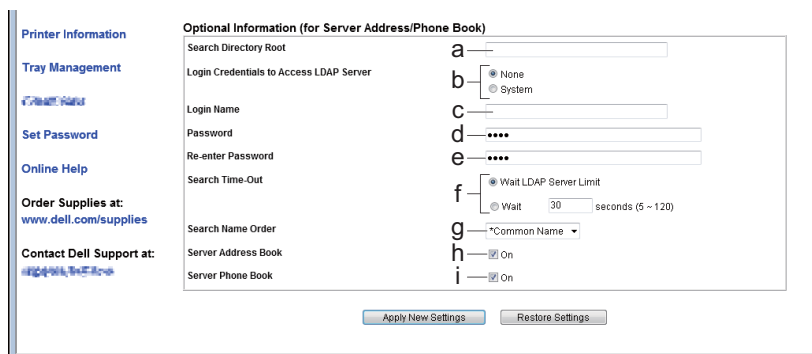 Optional Information (for Server Address/Phone Book)
Printer Information
Tray Management
Set Password
Online Help
Order Supplies at:
www.dell.com/supplies
Contact Dell Support at:
Search Directory Root
a
Login Credentials to Access LDAP Server
b
None
System
Login Name
c
Password
d
••••
Re-enter Password
e
••••
Search Time-Out
f
Wait LDAP Server Limit
Wait 30 seconds (5 ~ 120)
Search Name Order
g
*Common Name
Server Address Book
h
On
Server Phone Book
i
On
Apply New Settings
Restore Settings